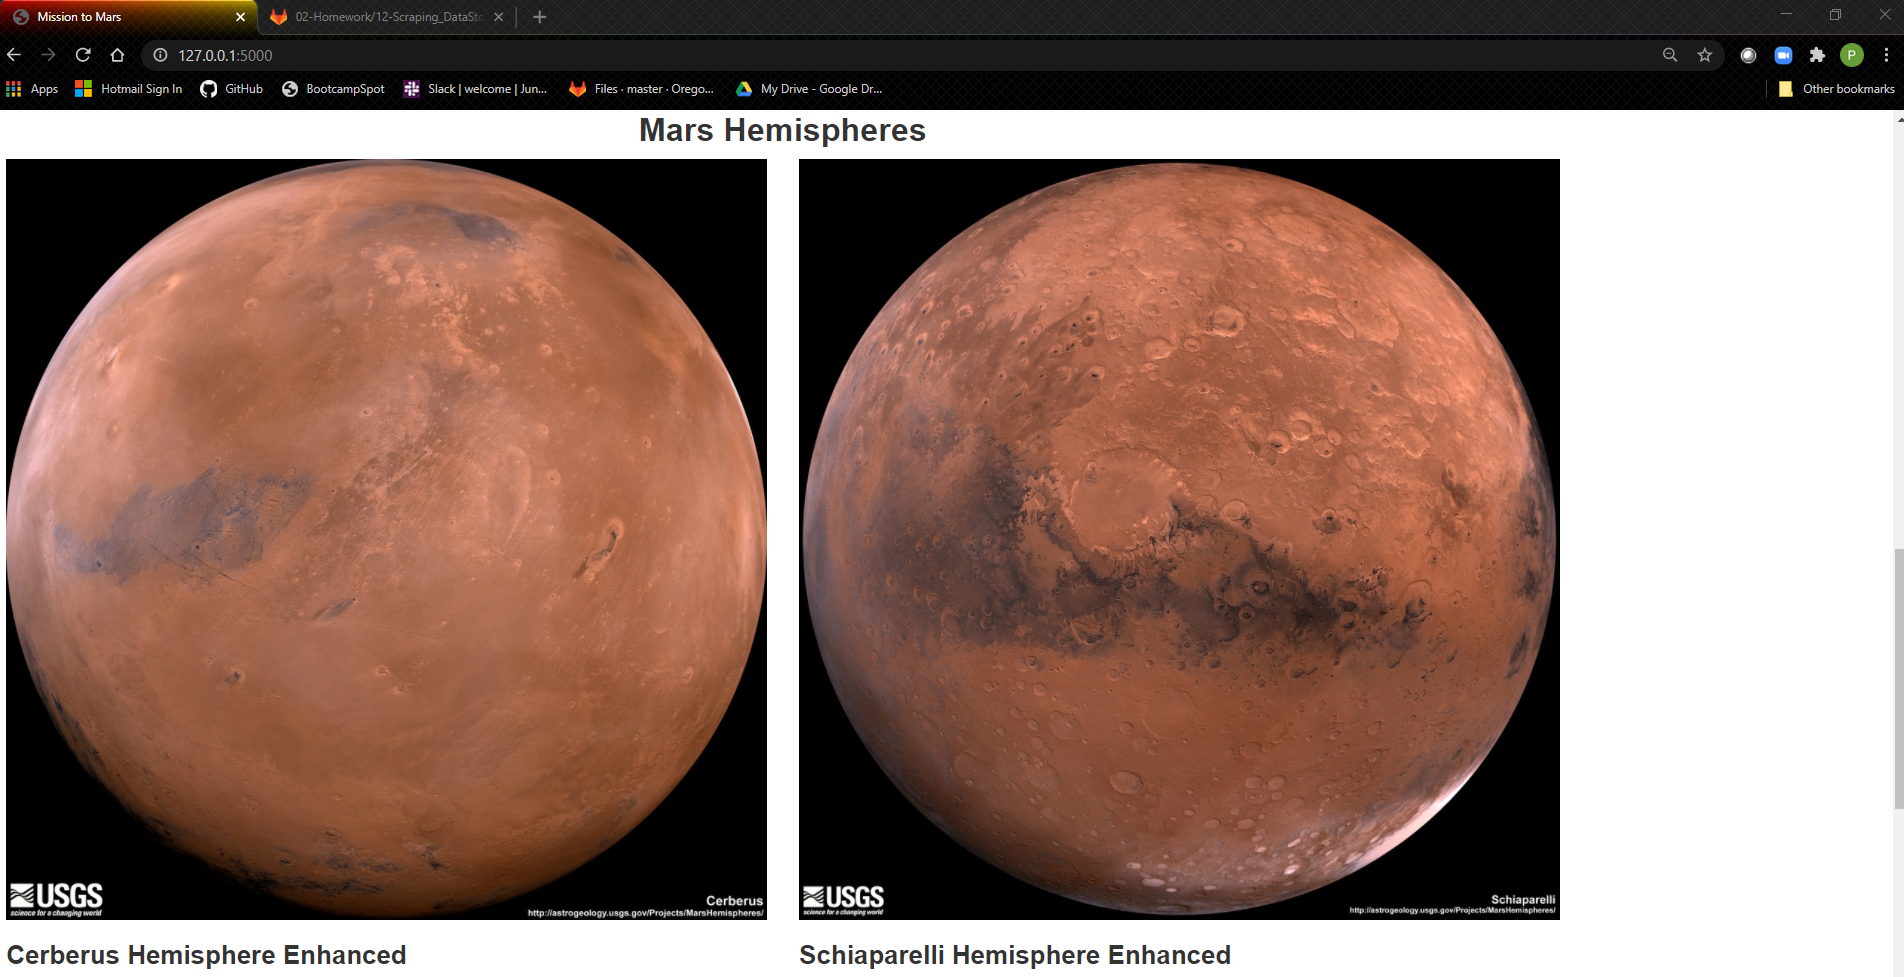 Mission to Mars
02-Homework/12-Scraping_DataSto
127.0.0.1:5000
P
Apps
Hotmail Sign In
GitHub
BootcampSpot
Slack | welcome | Jun...
Files · master · Orego...
My Drive - Google Dr...
Other bookmarks
Mars Hemispheres
USGS
science for a changing world
Cerberus
http://astrogeology.usgs.gov/Projects/MarsHemispheres/
USGS
science for a changing world
Schiaparelli
http://astrogeology.usgs.gov/Projects/MarsHemispheres/
Cerberus Hemisphere Enhanced
Schiaparelli Hemisphere Enhanced